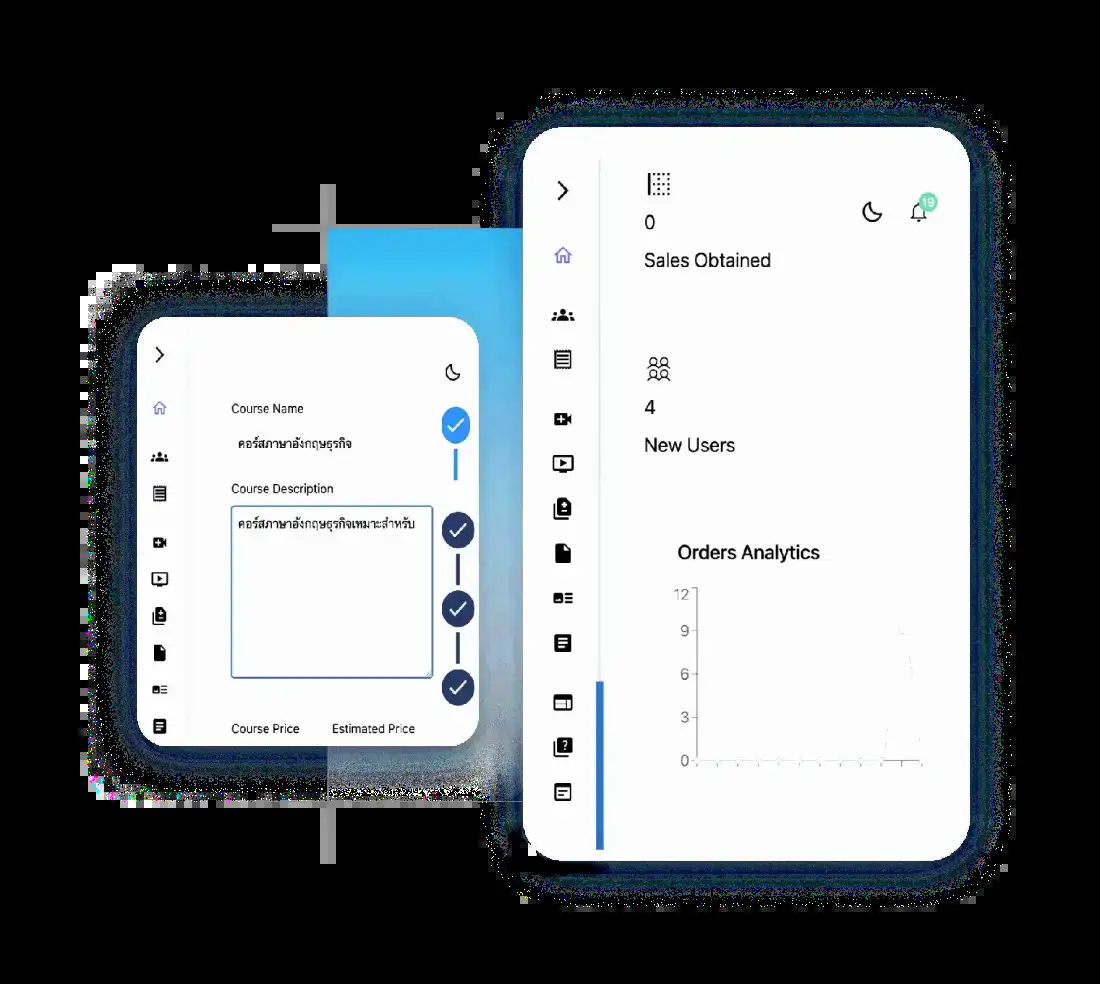 Course Name
คอร์สภาษาอังกฤษธุรกิจ
Course Description
คอร์สภาษาอังกฤษธุรกิจเหมาะสำหรับ
Course Price
Estimated Price
19
0
Sales Obtained
4
New Users
Orders Analytics
12
9
6
3
0